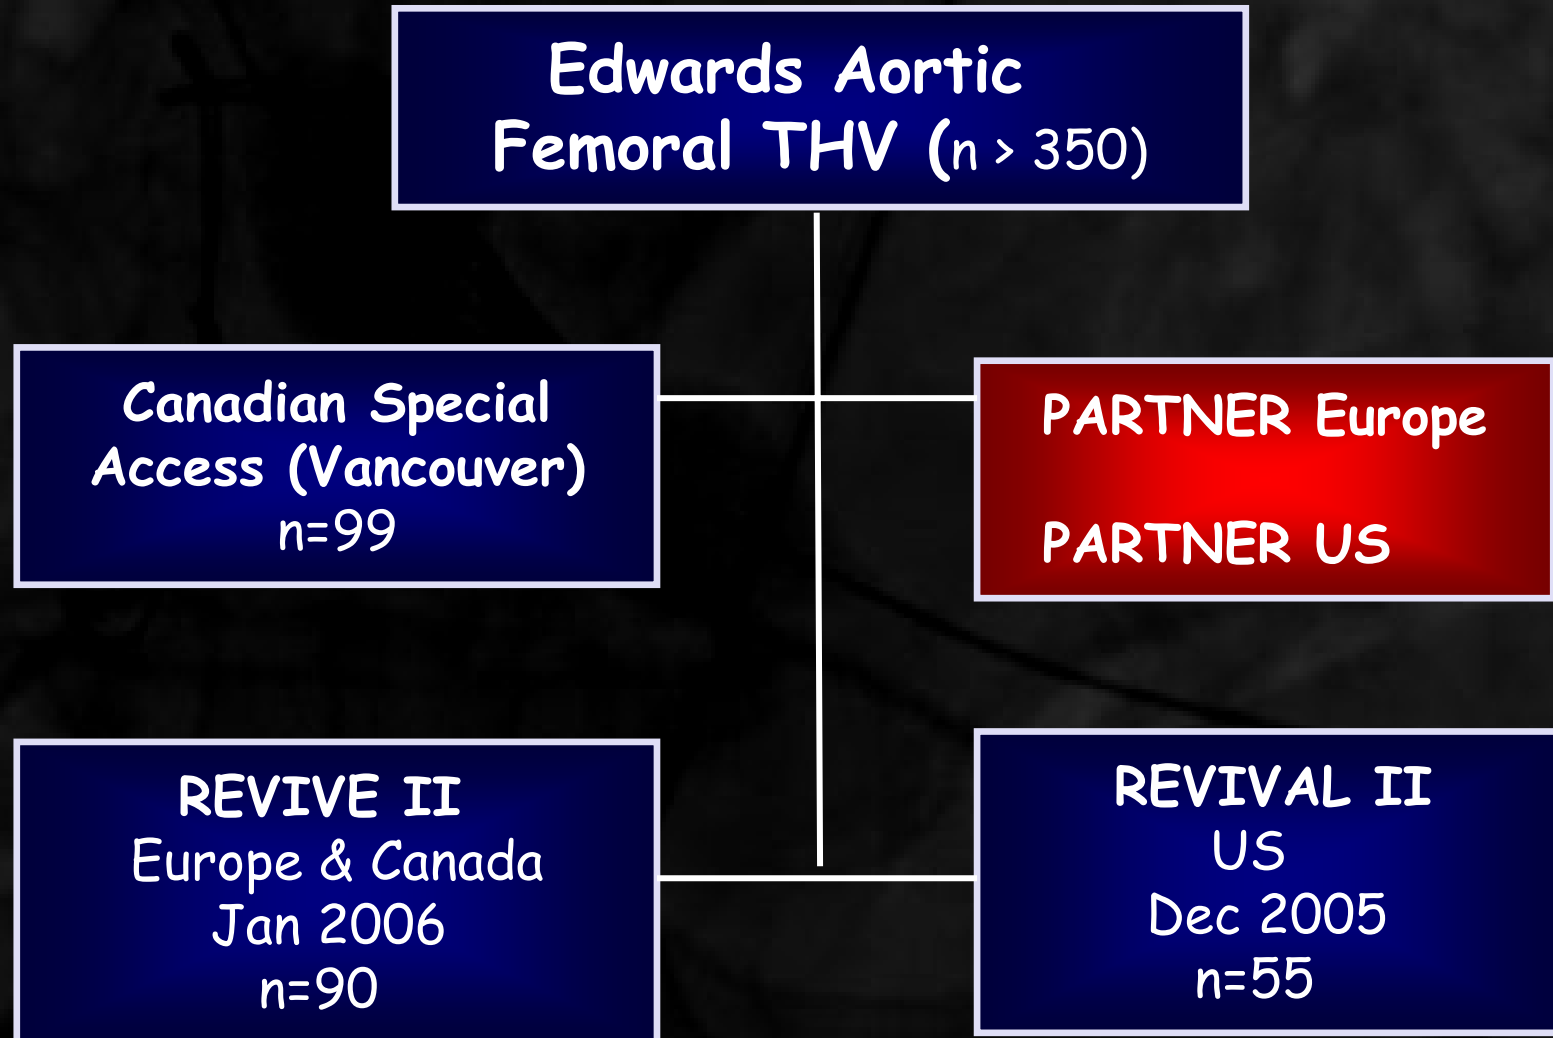 Edwards Aortic
Femoral THV (n > 350)
Canadian Special
Access (Vancouver)
n=99
PARTNER Europe
PARTNER US
REVIVE II
Europe & Canada
Jan 2006
n=90
REVIVAL II
US
Dec 2005
n=55